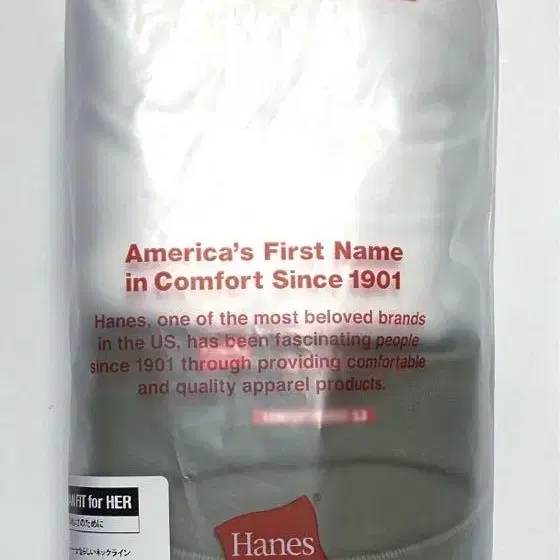 America's First Name
in Comfort Since 1901
Hanes, one of the most beloved brands
in the US, has been fascinating people
since 1901 through providing comfortable
and quality apparel products.
FIT for HER
Hanes
®